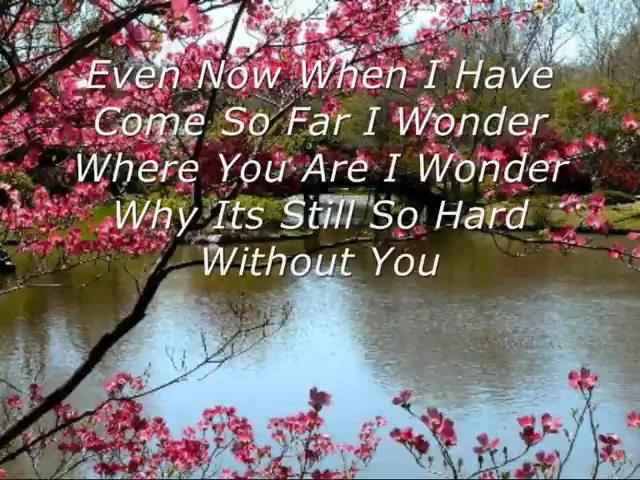 Even Now When I Have
Come So Far I Wonder
Where You Are I Wonder
Why Its Still So Hard
Without You